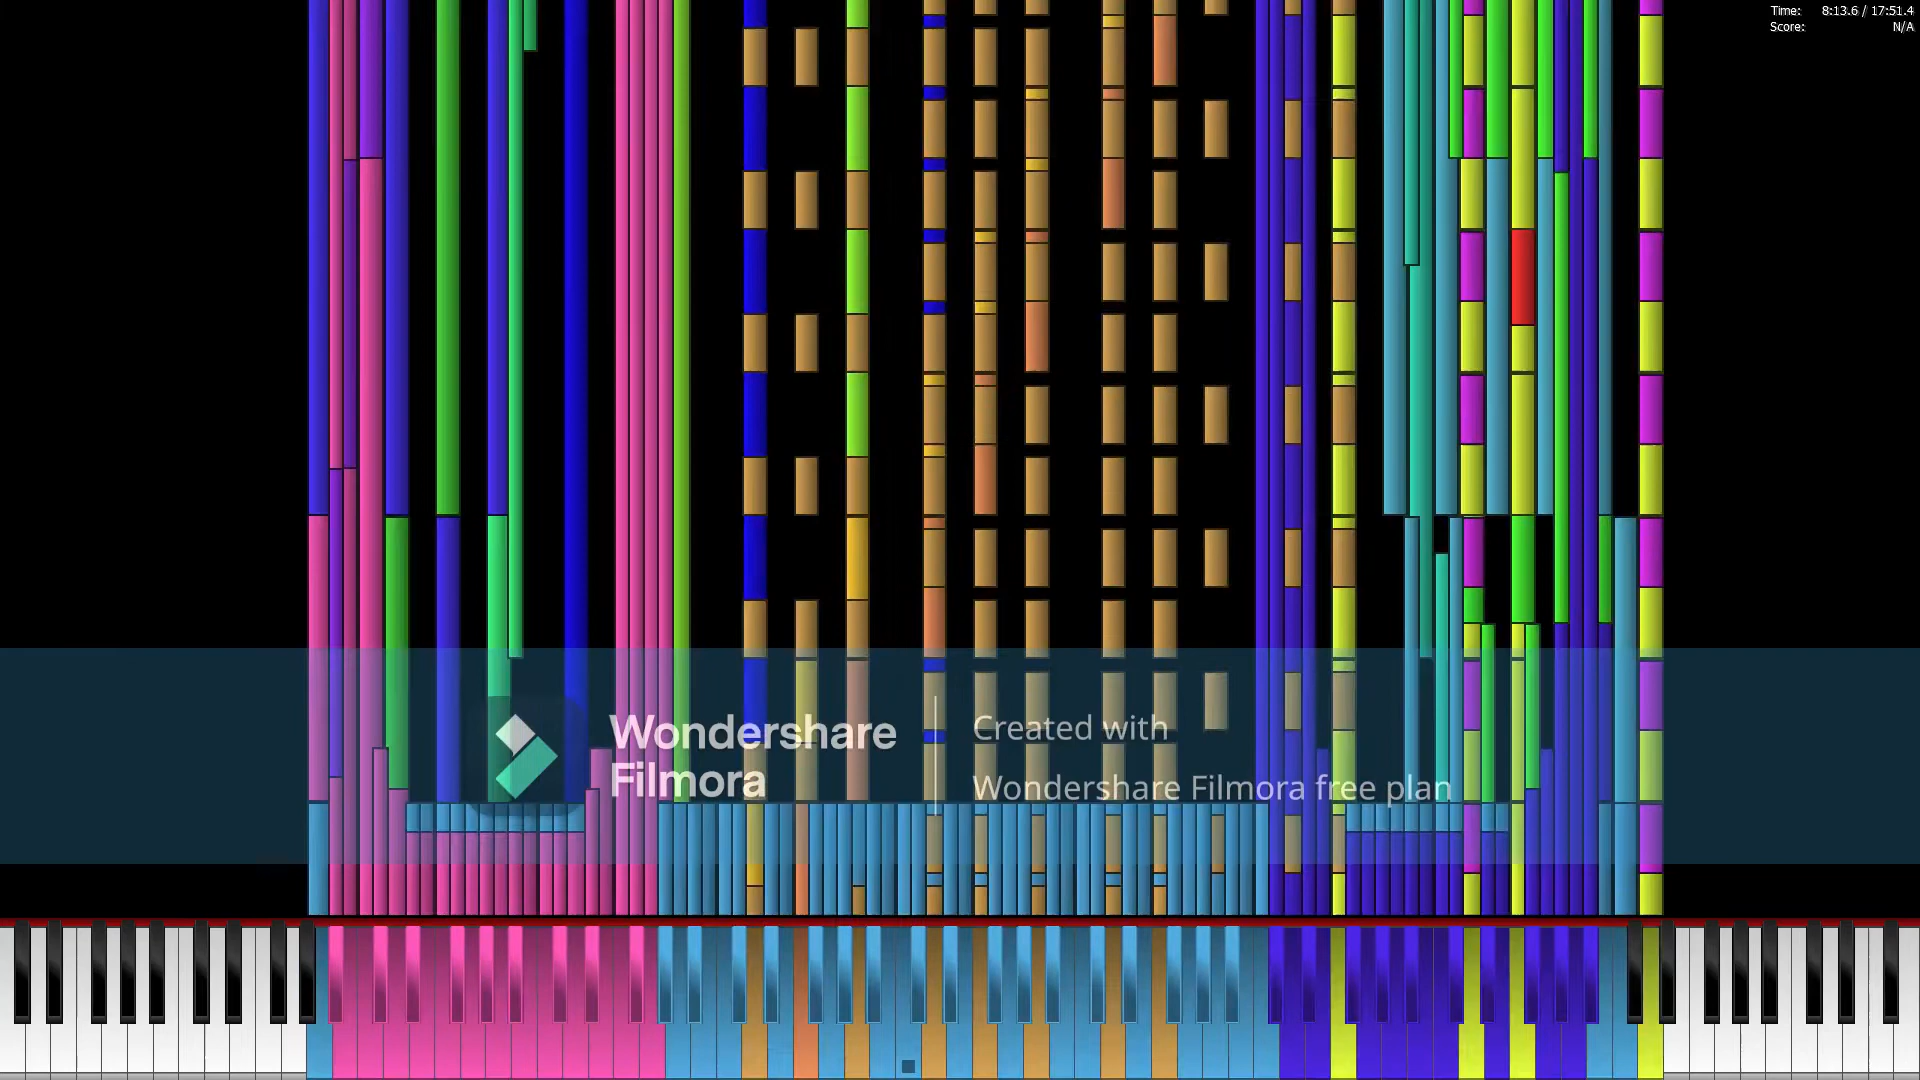 Time: 8:13.6 / 17:51.4
Score: N/A
Wondershare
Filmora
Created with
Wondershare Filmora free plan